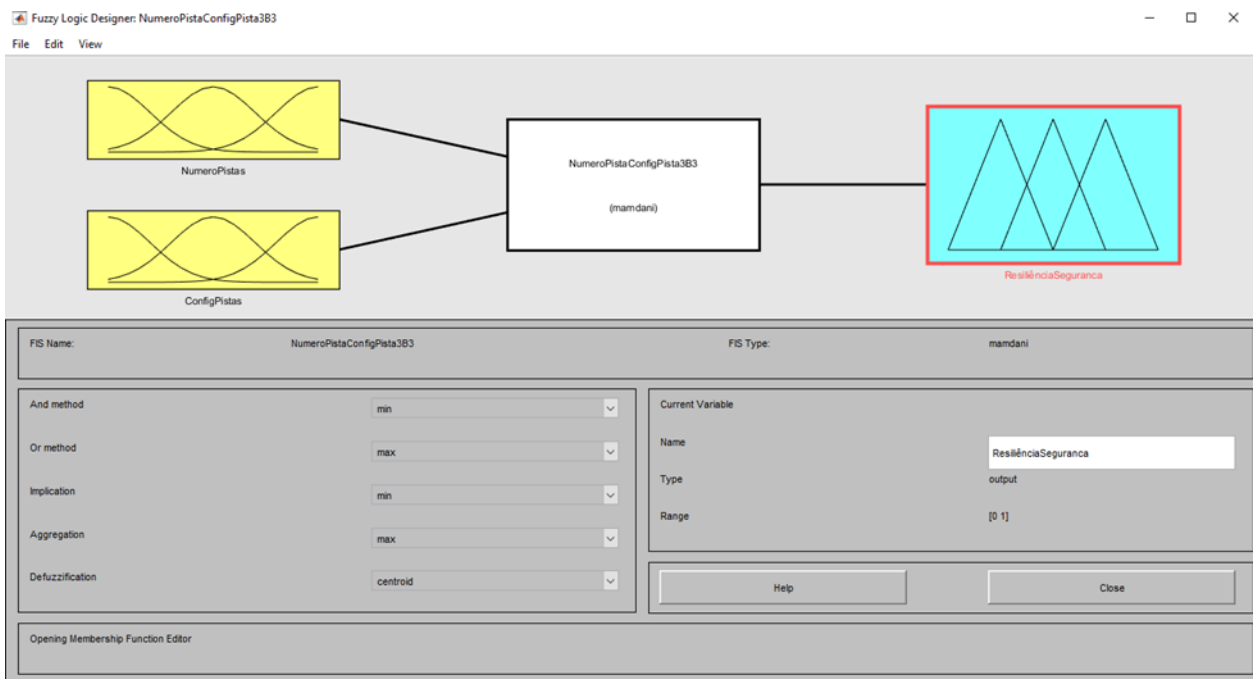 Fuzzy Logic Designer: NumeroPistaConfigPista3B3
File Edit View
NumeroPistas
ConfigPistas
NumeroPistaConfigPista3B3
(mamdani)
ResiliênciaSeguranca
FIS Name: NumeroPistaConfigPista3B3 FIS Type: mamdani
And method min
Or method max
Implication min
Aggregation max
Defuzzification centroid
Current Variable
Name ResiliênciaSeguranca
Type output
Range [0 1]
Help Close
Opening Membership Function Editor